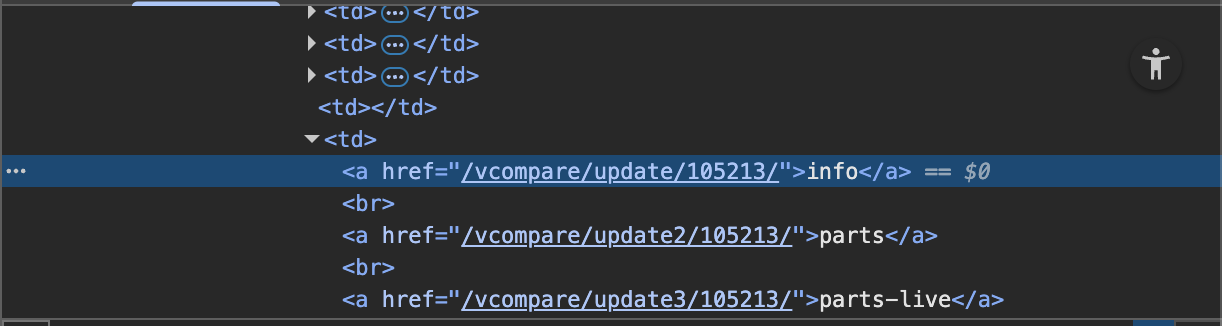 <td>…</td>
<td>…</td>
<td>…</td>
<td></td>
<td>
<a href="/vcompare/update/105213/">info</a> == $0
<br>
<a href="/vcompare/update2/105213/">parts</a>
<br>
<a href="/vcompare/update3/105213/">parts-live</a>